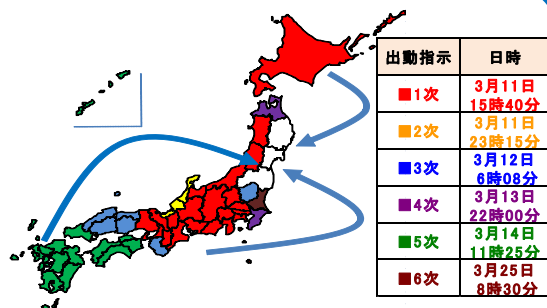 出動指示 日時
■1次 3月11日
15時40分
■2次 3月11日
23時15分
■3次 3月12日
6時08分
■4次 3月13日
22時00分
■5次 3月14日
11時25分
■6次 3月25日
8時30分